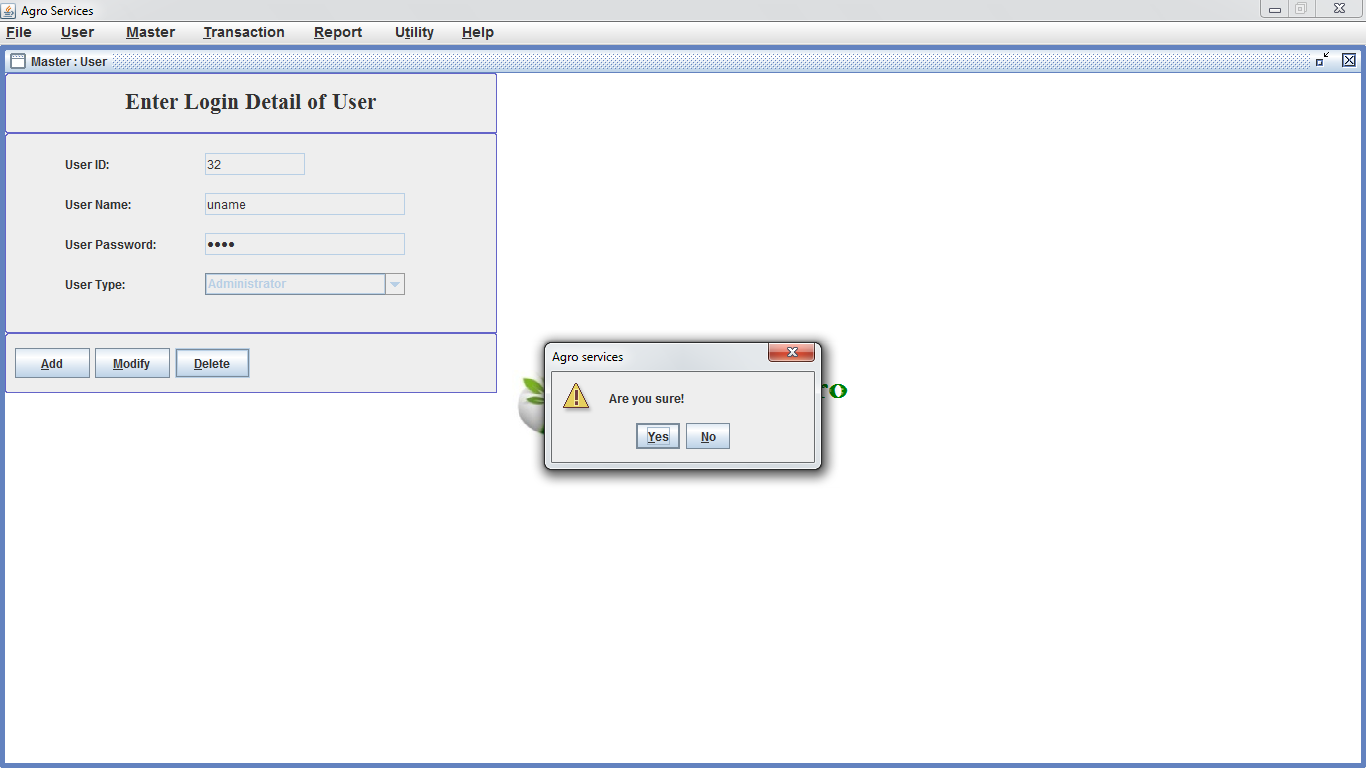 Agro Services
File User Master Transaction Report Utility Help
Master : User
Enter Login Detail of User
User ID: 32
User Name: uname
User Password: ••••
User Type: Administrator
Add Modify Delete
Agro services
Are you sure!
Yes No
ro